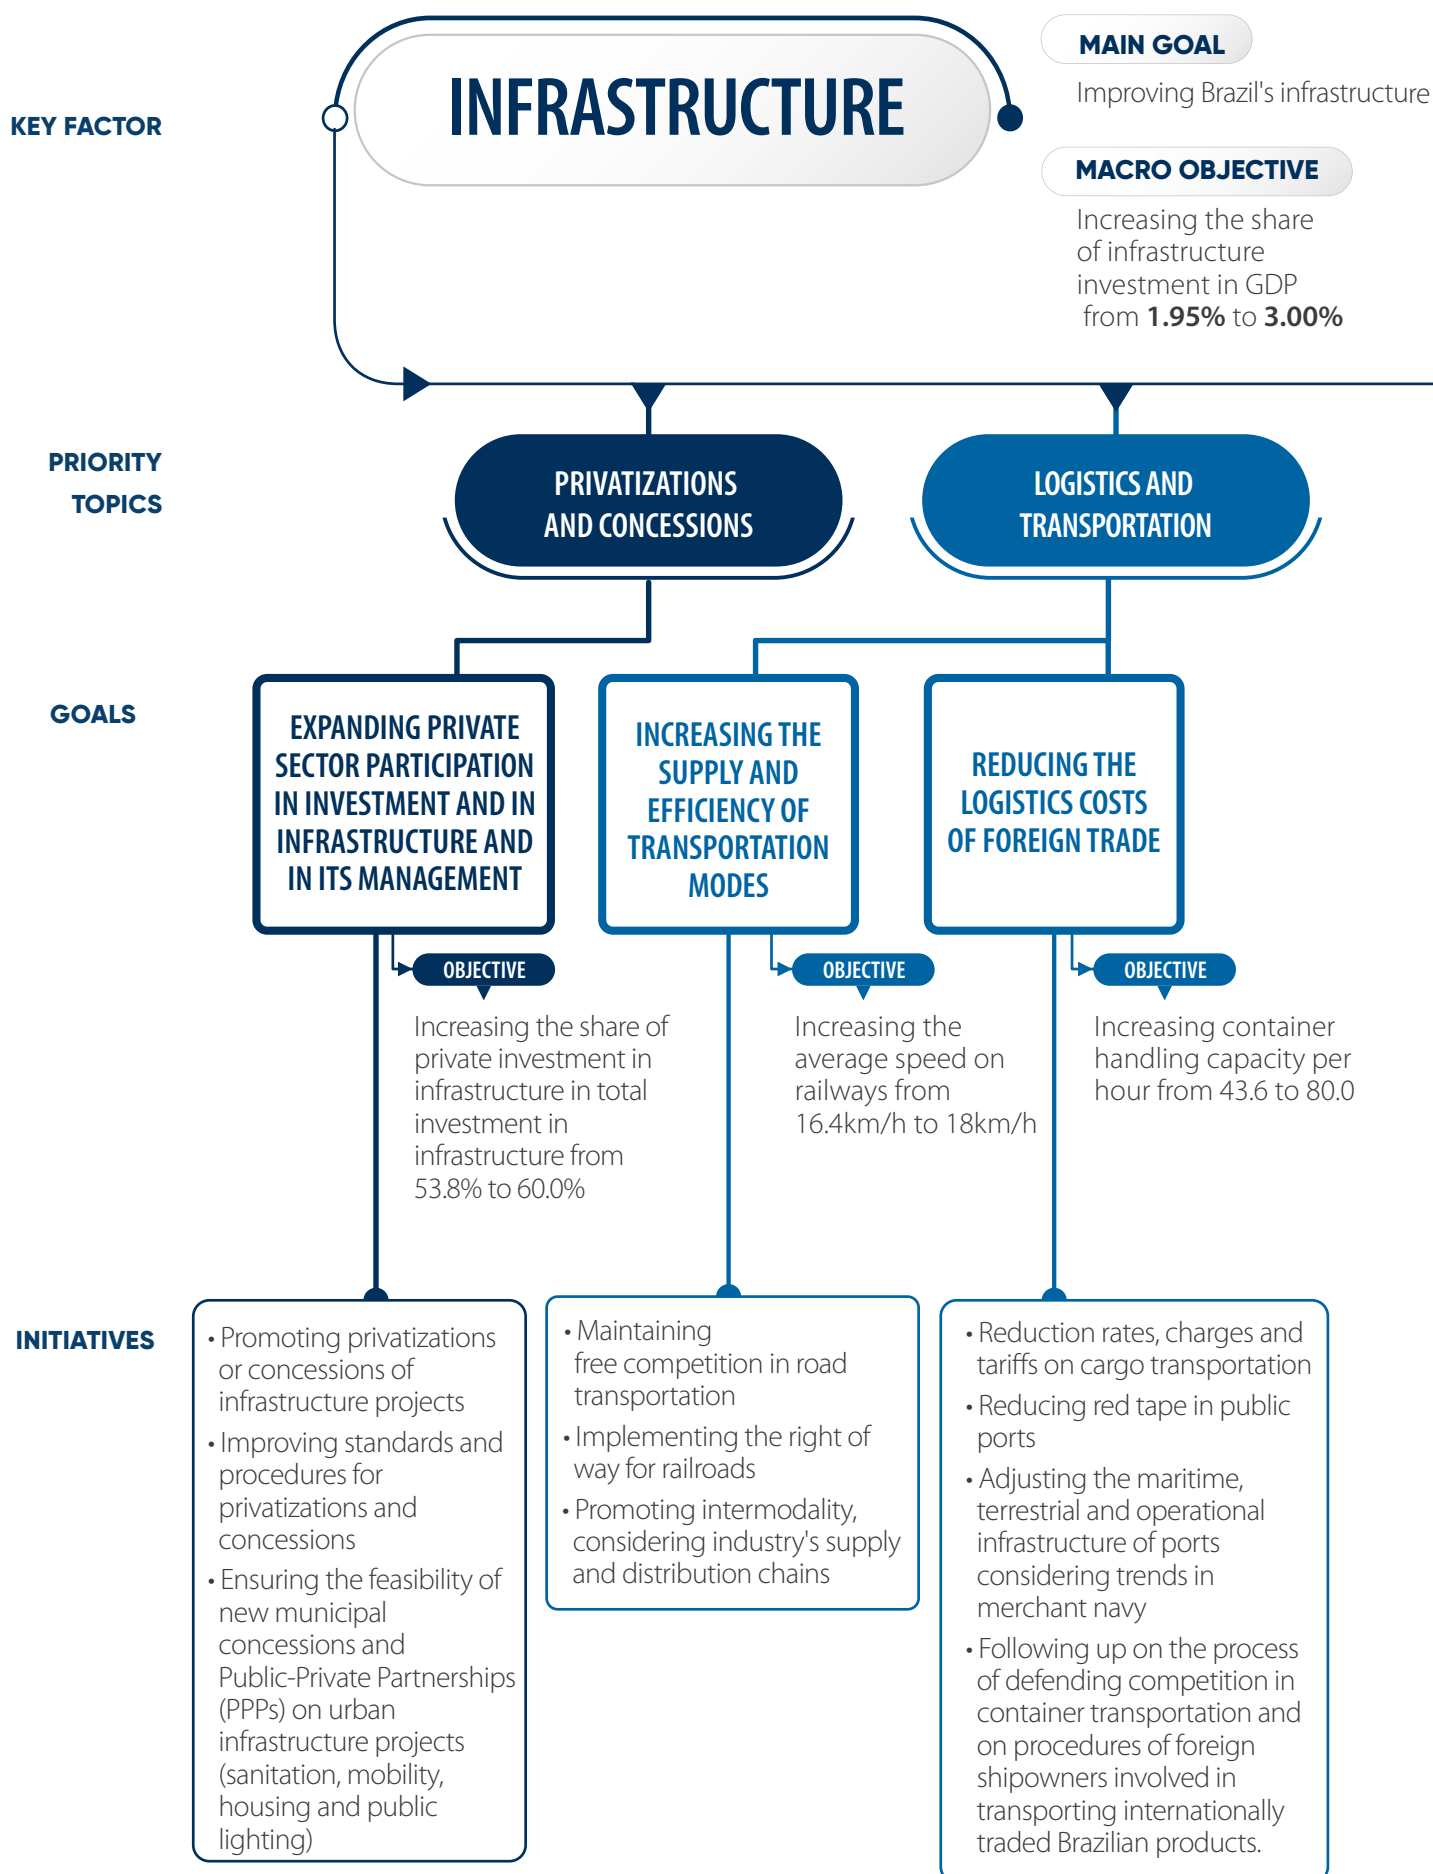 KEY FACTOR
INFRASTRUCTURE
MAIN GOAL
Improving Brazil's infrastructure
MACRO OBJECTIVE
Increasing the share
of infrastructure
investment in GDP
from 1.95% to 3.00%
PRIORITY
TOPICS
PRIVATIZATIONS
AND CONCESSIONS
LOGISTICS AND
TRANSPORTATION
GOALS
EXPANDING PRIVATE
SECTOR PARTICIPATION
IN INVESTMENT AND IN
INFRASTRUCTURE AND
IN ITS MANAGEMENT
INCREASING THE
SUPPLY AND
EFFICIENCY OF
TRANSPORTATION
MODES
REDUCING THE
LOGISTICS COSTS
OF FOREIGN TRADE
OBJECTIVE
Increasing the share of
private investment in
infrastructure in total
investment in
infrastructure from
53.8% to 60.0%
OBJECTIVE
Increasing the
average speed on
railways from
16.4km/h to 18km/h
OBJECTIVE
Increasing container
handling capacity per
hour from 43.6 to 80.0
INITIATIVES
• Promoting privatizations
or concessions of
infrastructure projects
• Improving standards and
procedures for
privatizations and
concessions
• Ensuring the feasibility of
new municipal
concessions and
Public-Private Partnerships
(PPPs) on urban
infrastructure projects
(sanitation, mobility,
housing and public
lighting)
• Maintaining
free competition in road
transportation
• Implementing the right of
way for railroads
• Promoting intermodality,
considering industry's supply
and distribution chains
• Reduction rates, charges and
tariffs on cargo transportation
• Reducing red tape in public
ports
• Adjusting the maritime,
terrestrial and operational
infrastructure of ports
considering trends in
merchant navy
• Following up on the process
of defending competition in
container transportation and
on procedures of foreign
shipowners involved in
transporting internationally
traded Brazilian products.